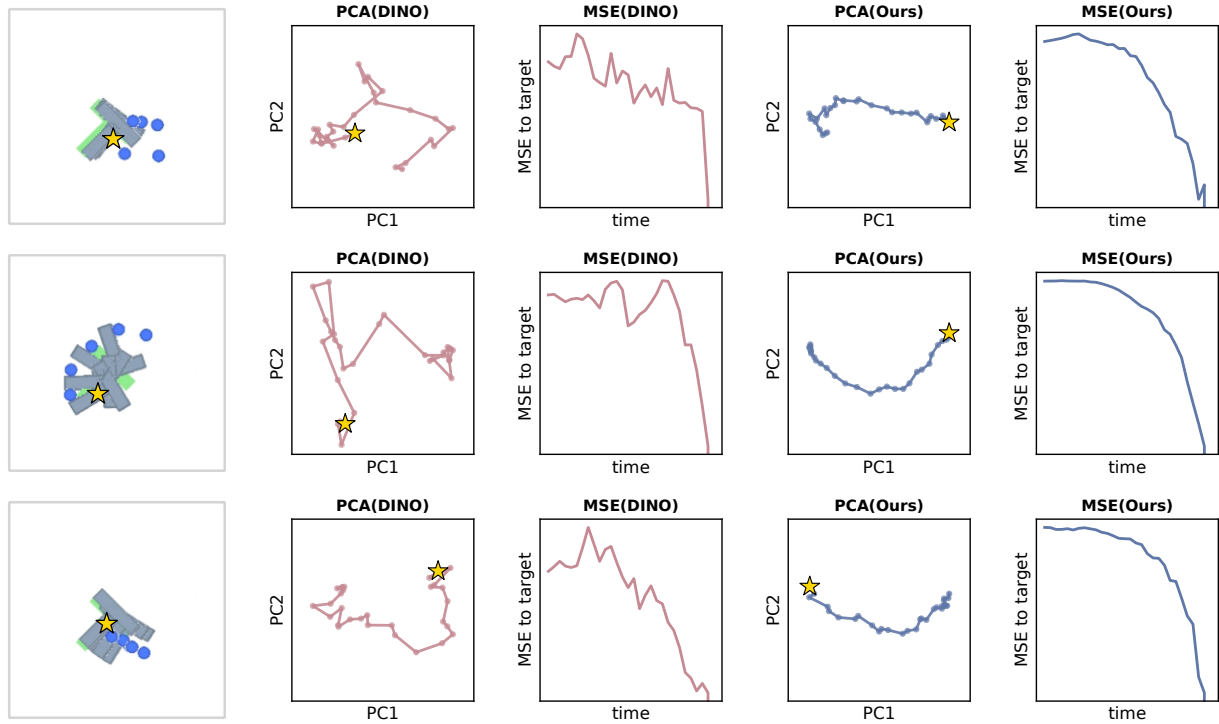 PCA(DINO)
MSE(DINO)
PCA(Ours)
MSE(Ours)
PC2
MSE to target
PC2
MSE to target
PC1
time
PC1
time
PCA(DINO)
MSE(DINO)
PCA(Ours)
MSE(Ours)
PC2
MSE to target
PC2
MSE to target
PC1
time
PC1
time
PCA(DINO)
MSE(DINO)
PCA(Ours)
MSE(Ours)
PC2
MSE to target
PC2
MSE to target
PC1
time
PC1
time